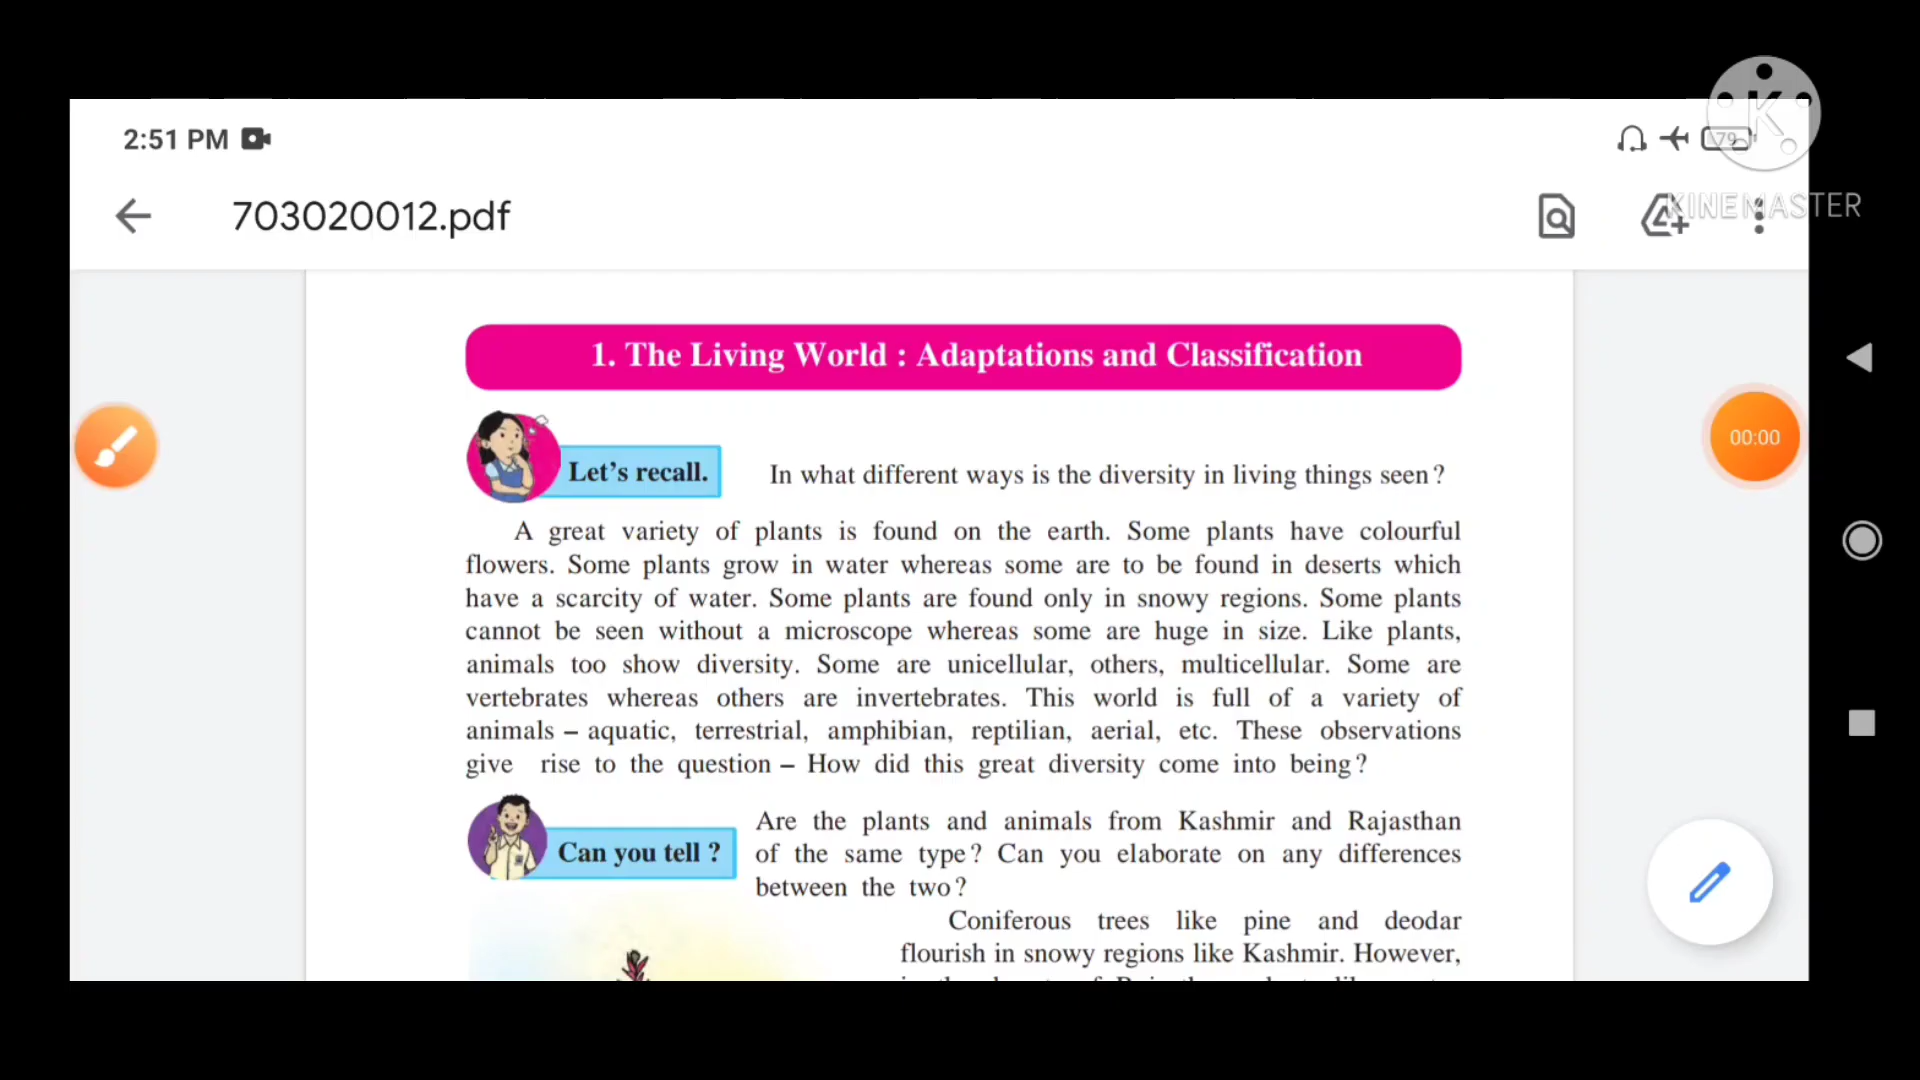 2:51 PM
79
KINEMASTER
703020012.pdf
1. The Living World : Adaptations and Classification
Let's recall.
In what different ways is the diversity in living things seen ?
00:00
A great variety of plants is found on the earth. Some plants have colourful
flowers. Some plants grow in water whereas some are to be found in deserts which
have a scarcity of water. Some plants are found only in snowy regions. Some plants
cannot be seen without a microscope whereas some are huge in size. Like plants,
animals too show diversity. Some are unicellular, others, multicellular. Some are
vertebrates whereas others are invertebrates. This world is full of a variety of
animals – aquatic, terrestrial, amphibian, reptilian, aerial, etc. These observations
give rise to the question – How did this great diversity come into being ?
Can you tell ?
Are the plants and animals from Kashmir and Rajasthan
of the same type ? Can you elaborate on any differences
between the two ?
Coniferous trees like pine and deodar
flourish in snowy regions like Kashmir. However,